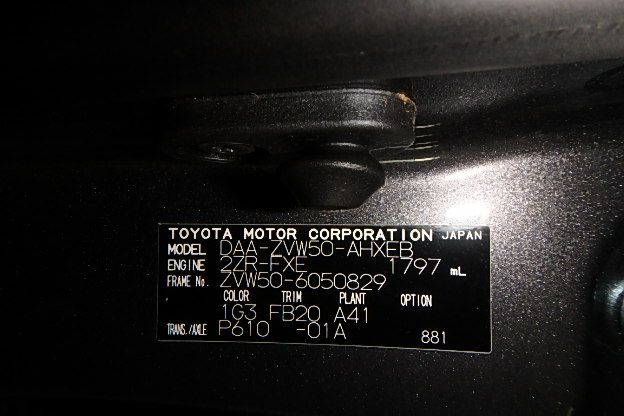 TOYOTA MOTOR CORPORATION JAPAN
MODEL DAA-ZVW50-AHXEB
ENGINE 2ZR-FXE 1797 mL
FRAME No. ZVW50-6050829
COLOR TRIM PLANT OPTION
1G3 FB20 A41
TRANS./AXLE P610 -01A 881